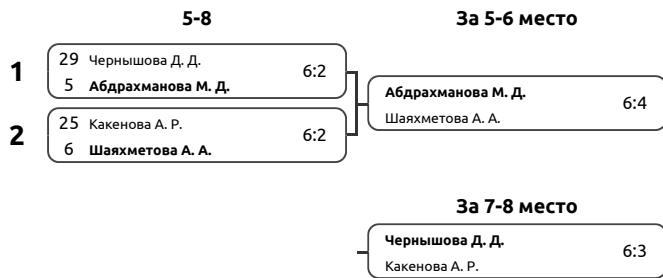 5-8
За 5-6 место
1
29 Чернышова Д. Д.
5 Абдрахманова М. Д.
6:2
2
25 Какенова А. Р.
6 Шаяхметова А. А.
6:2
Абдрахманова М. Д.
Шаяхметова А. А.
6:4
За 7-8 место
Чернышова Д. Д.
Какенова А. Р.
6:3